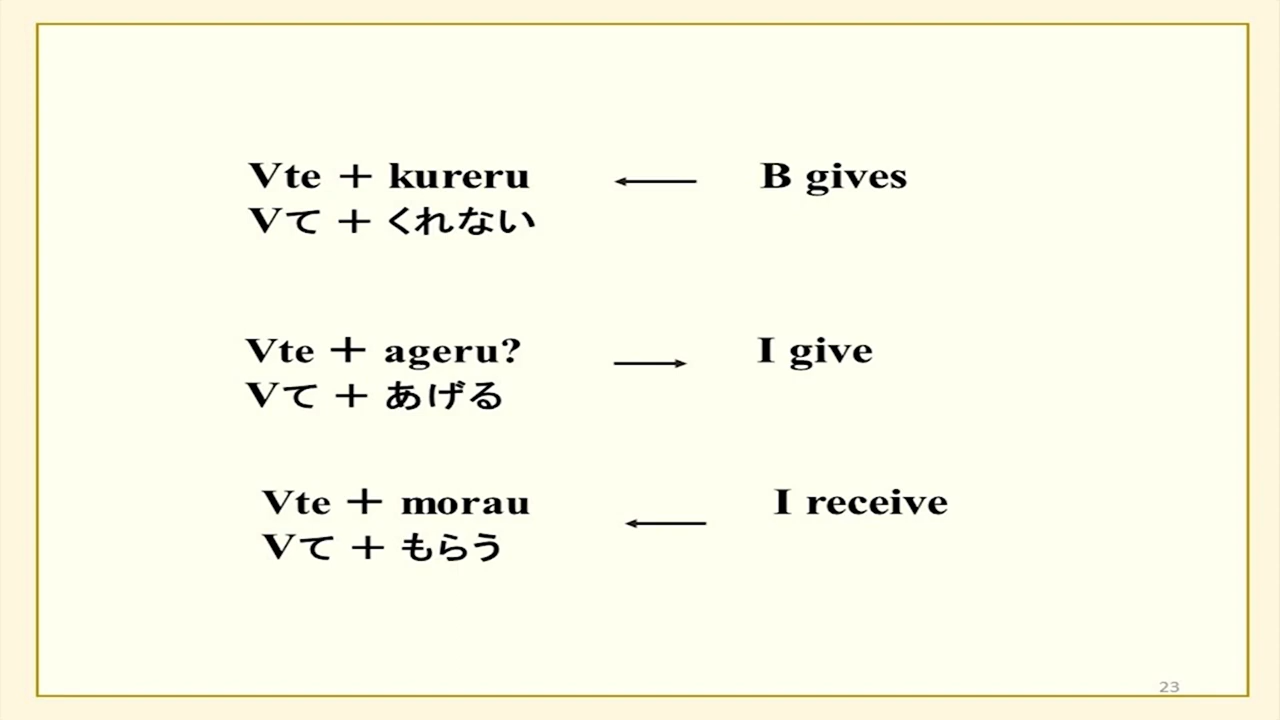 Vte + kureru ← B gives
Vて + くれない
Vte + ageru? → I give
Vて + あげる
Vte + morau ← I receive
Vて + もらう
23